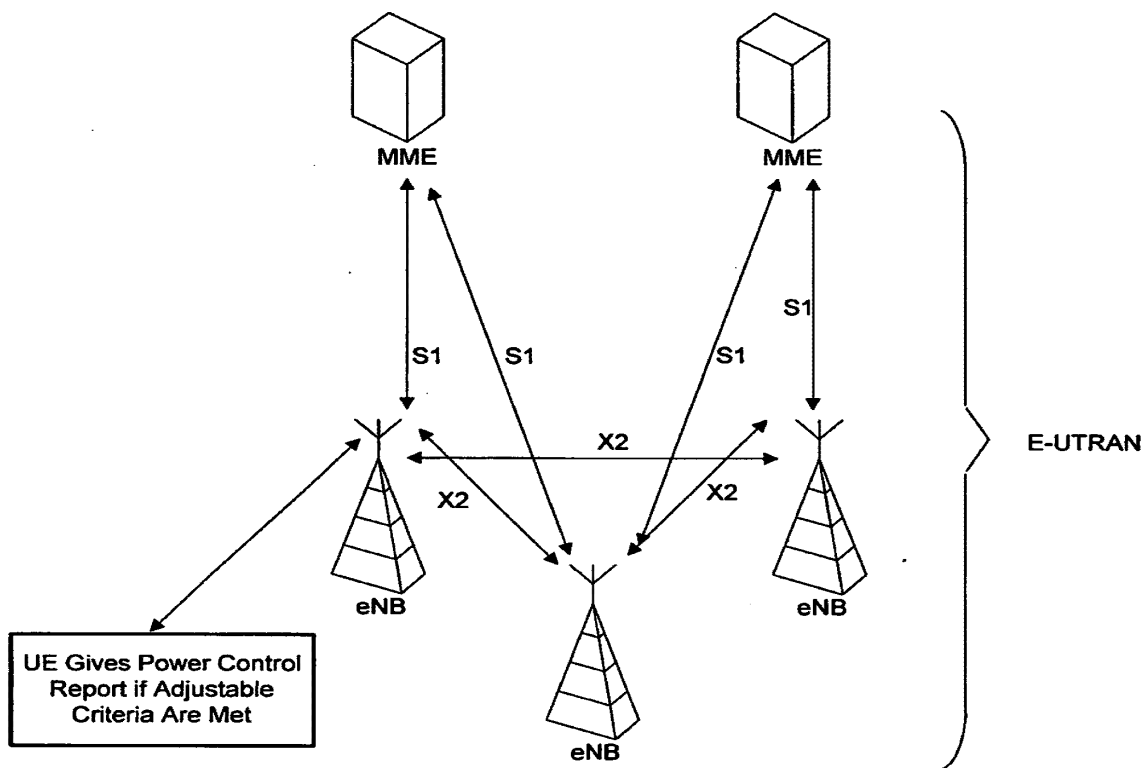 MME
MME
S1
S1
S1
S1
X2
X2
X2
E-UTRAN
eNB
eNB
eNB
UE Gives Power Control
Report if Adjustable
Criteria Are Met